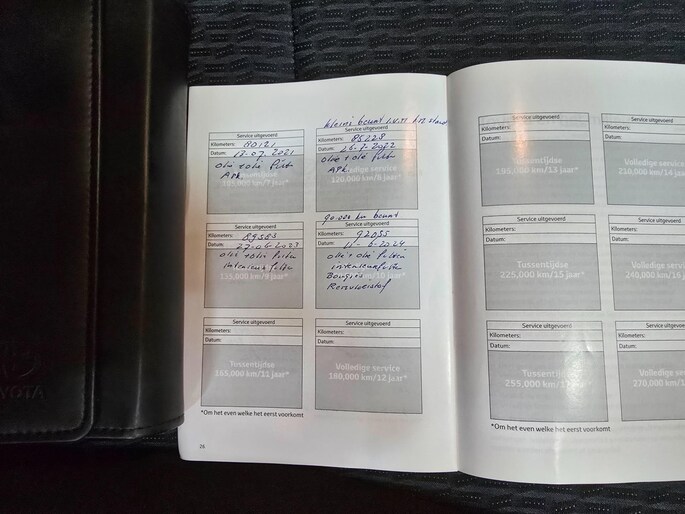 kleine beurt i.v.m km stand
Service uitgevoerd
Kilometers: 80121
Datum: 13-07-2021
olie + olie filter
APK
105,000 km/7 jaar*
Service uitgevoerd
Kilometers: 85228
Datum: 26-7-2022
olie + olie filter
APK
120,000 km/8 jaar*
Service uitgevoerd
Kilometers: 89583
Datum: 27-06-2023
olie + olie filter
interieur filter
135,000 km/9 jaar*
90.000 km beurt
Service uitgevoerd
Kilometers: 92055
Datum: 11-6-2024
olie + olie filter
interieurfilter
Bougies
Remvloeistof
Service uitgevoerd
Kilometers:
Datum:
Tussentijdse
165,000 km/11 jaar*
Service uitgevoerd
Kilometers:
Datum:
Volledige service
180,000 km/12 jaar*
*Om het even welke het eerst voorkomt
26
Service uitgevoerd
Kilometers:
Datum:
Tussentijdse
195,000 km/13 jaar*
Service uitgevoerd
Kilometers:
Datum:
Volledige service
210,000 km/14 jaar
Service uitgevoerd
Kilometers:
Datum:
Tussentijdse
225,000 km/15 jaar*
Service uitgevoerd
Kilometers:
Datum:
Volledige service
240,000 km/16
Service uitgevoerd
Kilometers:
Datum:
Tussentijdse
255,000 km/17 jaar*
Service uitgevoerd
Kilometers:
Datum:
Volledige service
270,000 km/1
*Om het even welke het eerst voorkomt
YOTA